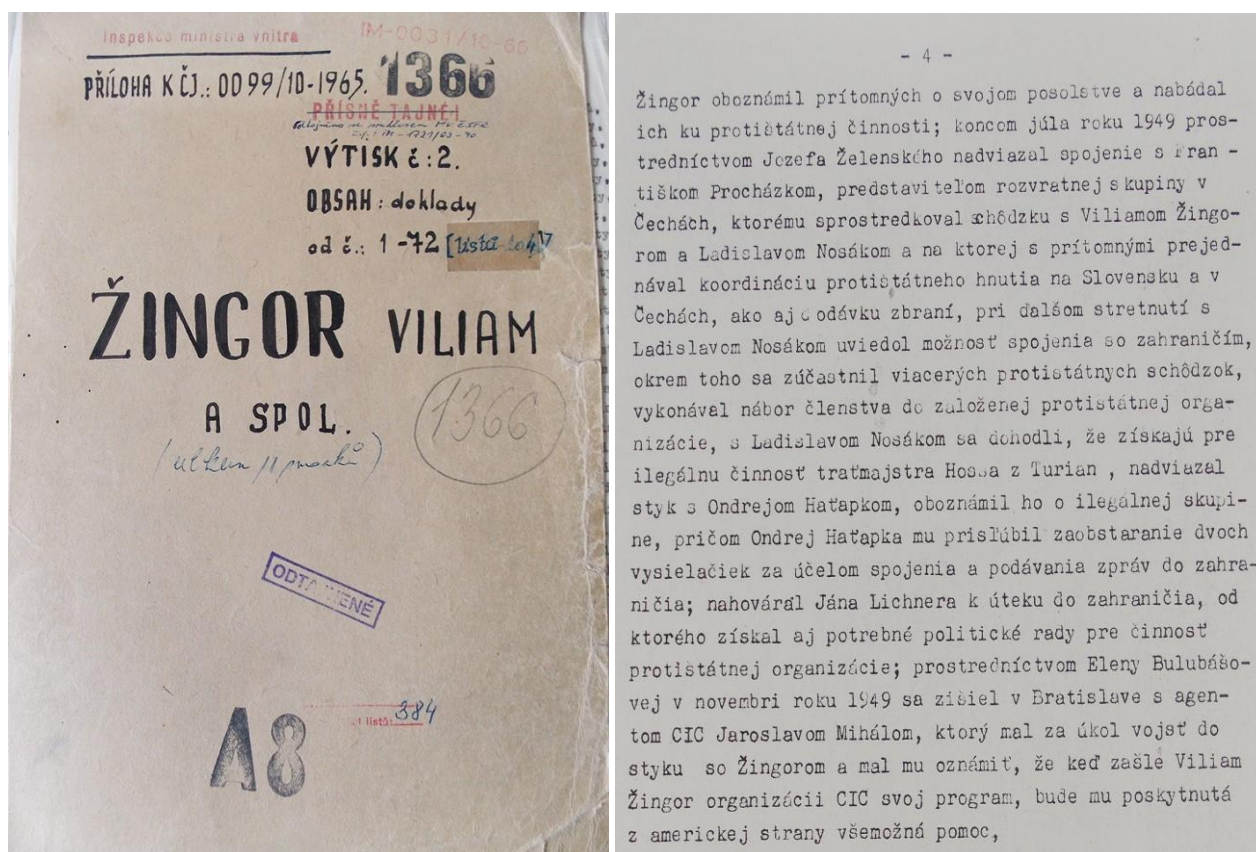 Inspekce ministra vnitra
IM-0031/10-66
PŘÍLOHA K ČJ.: 0099/10-1965. 1366
PŘÍSNĚ TAJNÉ!
VÝTISK č: 2.
OBSAH: doklady
od č.: 1-72
ŽINGOR VILIAM
A SPOL.
1366
ODTAJNENÉ
listů: 384
A8
- 4 -
Žingor oboznámil prítomných o svojom posolstve a nabádal
ich ku protištátnej činnosti; koncom júla roku 1949 pros-
tredníctvom Jozefa Želenského nadviazal spojenie s Fran -
tiškom Procházkom, predstaviteľom rozvratnej skupiny v
Čechách, ktorému sprostredkoval schôdzku s Viliamom Žingo-
rom a Ladislavom Nosákom a na ktorej s prítomnými prejed-
nával koordináciu protištátneho hnutia na Slovensku a v
Čechách, ako aj dodávku zbraní, pri ďalšom stretnutí s
Ladislavom Nosákom uviedol možnosť spojenia so zahraničím,
okrem toho sa zúčastnil viacerých protištátnych schôdzok,
vykonával nábor členstva do založenej protištátnej orga-
nizácie, s Ladislavom Nosákom sa dohodli, že získajú pre
ilegálnu činnosť traťmajstra Hossa z Turian , nadviazal
styk s Ondrejom Haťapkom, oboznámil ho o ilegálnej skupi-
ne, pričom Ondrej Haťapka mu prisľúbil zaobstaranie dvoch
vysielačiek za účelom spojenia a podávania zpráv do zahra-
ničia; nahováral Jána Lichnera k úteku do zahraničia, od
ktorého získal aj potrebné politické rady pre činnosť
protištátnej organizácie; prostredníctvom Eleny Bulubášo-
vej v novembri roku 1949 sa zišiel v Bratislave s agen-
tom CIC Jaroslavom Mihálom, ktorý mal za úkol vojsť do
styku so Žingorom a mal mu oznámiť, že keď zašle Viliam
Žingor organizácii CIC svoj program, bude mu poskytnutá
z americkej strany všemožná pomoc,